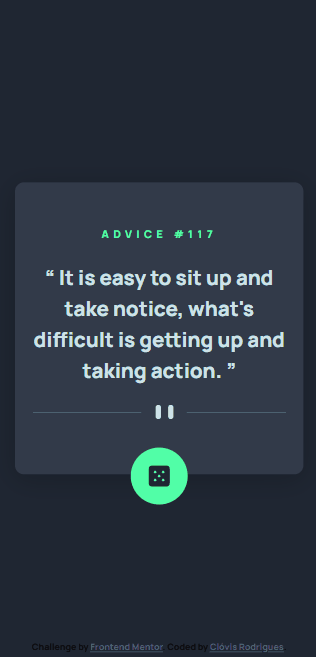 ADVICE #117
“ It is easy to sit up and
take notice, what's
difficult is getting up and
taking action. ”
Challenge by Frontend Mentor. Coded by Clóvis Rodrigues.